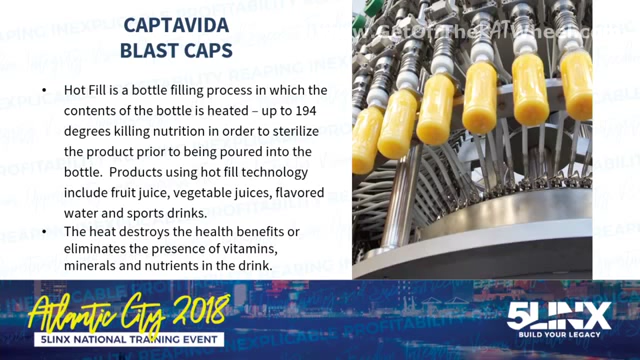 www.GetOffTheRATWheel.com
CAPTAVIDA
BLAST CAPS
• Hot Fill is a bottle filling process in which the
contents of the bottle is heated – up to 194
degrees killing nutrition in order to sterilize
the product prior to being poured into the
bottle. Products using hot fill technology
include fruit juice, vegetable juices, flavored
water and sports drinks.
• The heat destroys the health benefits or
eliminates the presence of vitamins,
minerals and nutrients in the drink.
Atlantic City 2018
5LINX NATIONAL TRAINING EVENT
5LINX
BUILD YOUR LEGACY